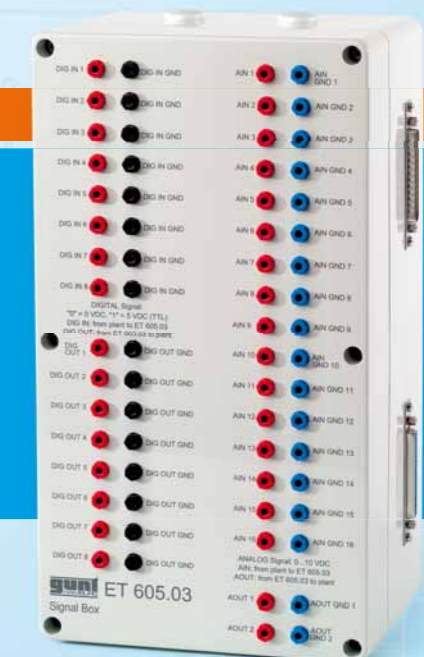 DIG IN 1 DIG IN GND
DIG IN 2 DIG IN GND
DIG IN 3 DIG IN GND
DIG IN 4 DIG IN GND
DIG IN 5 DIG IN GND
DIG IN 6 DIG IN GND
DIG IN 7 DIG IN GND
DIG IN 8 DIG IN GND
DIGITAL Signal:
"0" = 0 VDC, "1" = 5 VDC (TTL)
DIG IN: from plant to ET 605.03
DIG OUT: from ET 605.03 to plant
DIG OUT 1 DIG OUT GND
DIG OUT 2 DIG OUT GND
DIG OUT 3 DIG OUT GND
DIG OUT 4 DIG OUT GND
DIG OUT 5 DIG OUT GND
DIG OUT 6 DIG OUT GND
DIG OUT 7 DIG OUT GND
DIG OUT 8 DIG OUT GND
gunt ET 605.03
Signal Box
AIN 1 AIN GND 1
AIN 2 AIN GND 2
AIN 3 AIN GND 3
AIN 4 AIN GND 4
AIN 5 AIN GND 5
AIN 6 AIN GND 6
AIN 7 AIN GND 7
AIN 8 AIN GND 8
AIN 9 AIN GND 9
AIN 10 AIN GND 10
AIN 11 AIN GND 11
AIN 12 AIN GND 12
AIN 13 AIN GND 13
AIN 14 AIN GND 14
AIN 15 AIN GND 15
AIN 16 AIN GND 16
ANALOG Signal: 0...10 VDC
AIN: from plant to ET 605.03
AOUT: from ET 605.03 to plant
AOUT 1 AOUT GND 1
AOUT 2 AOUT GND 2